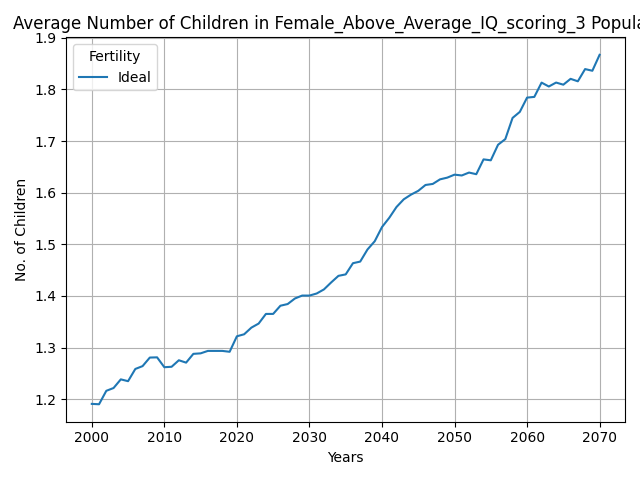 Average Number of Children in Female_Above_Average_IQ_scoring_3 Popula
Fertility
Ideal
1.9
1.8
1.7
1.6
1.5
1.4
1.3
1.2
No. of Children
2000 2010 2020 2030 2040 2050 2060 2070
Years